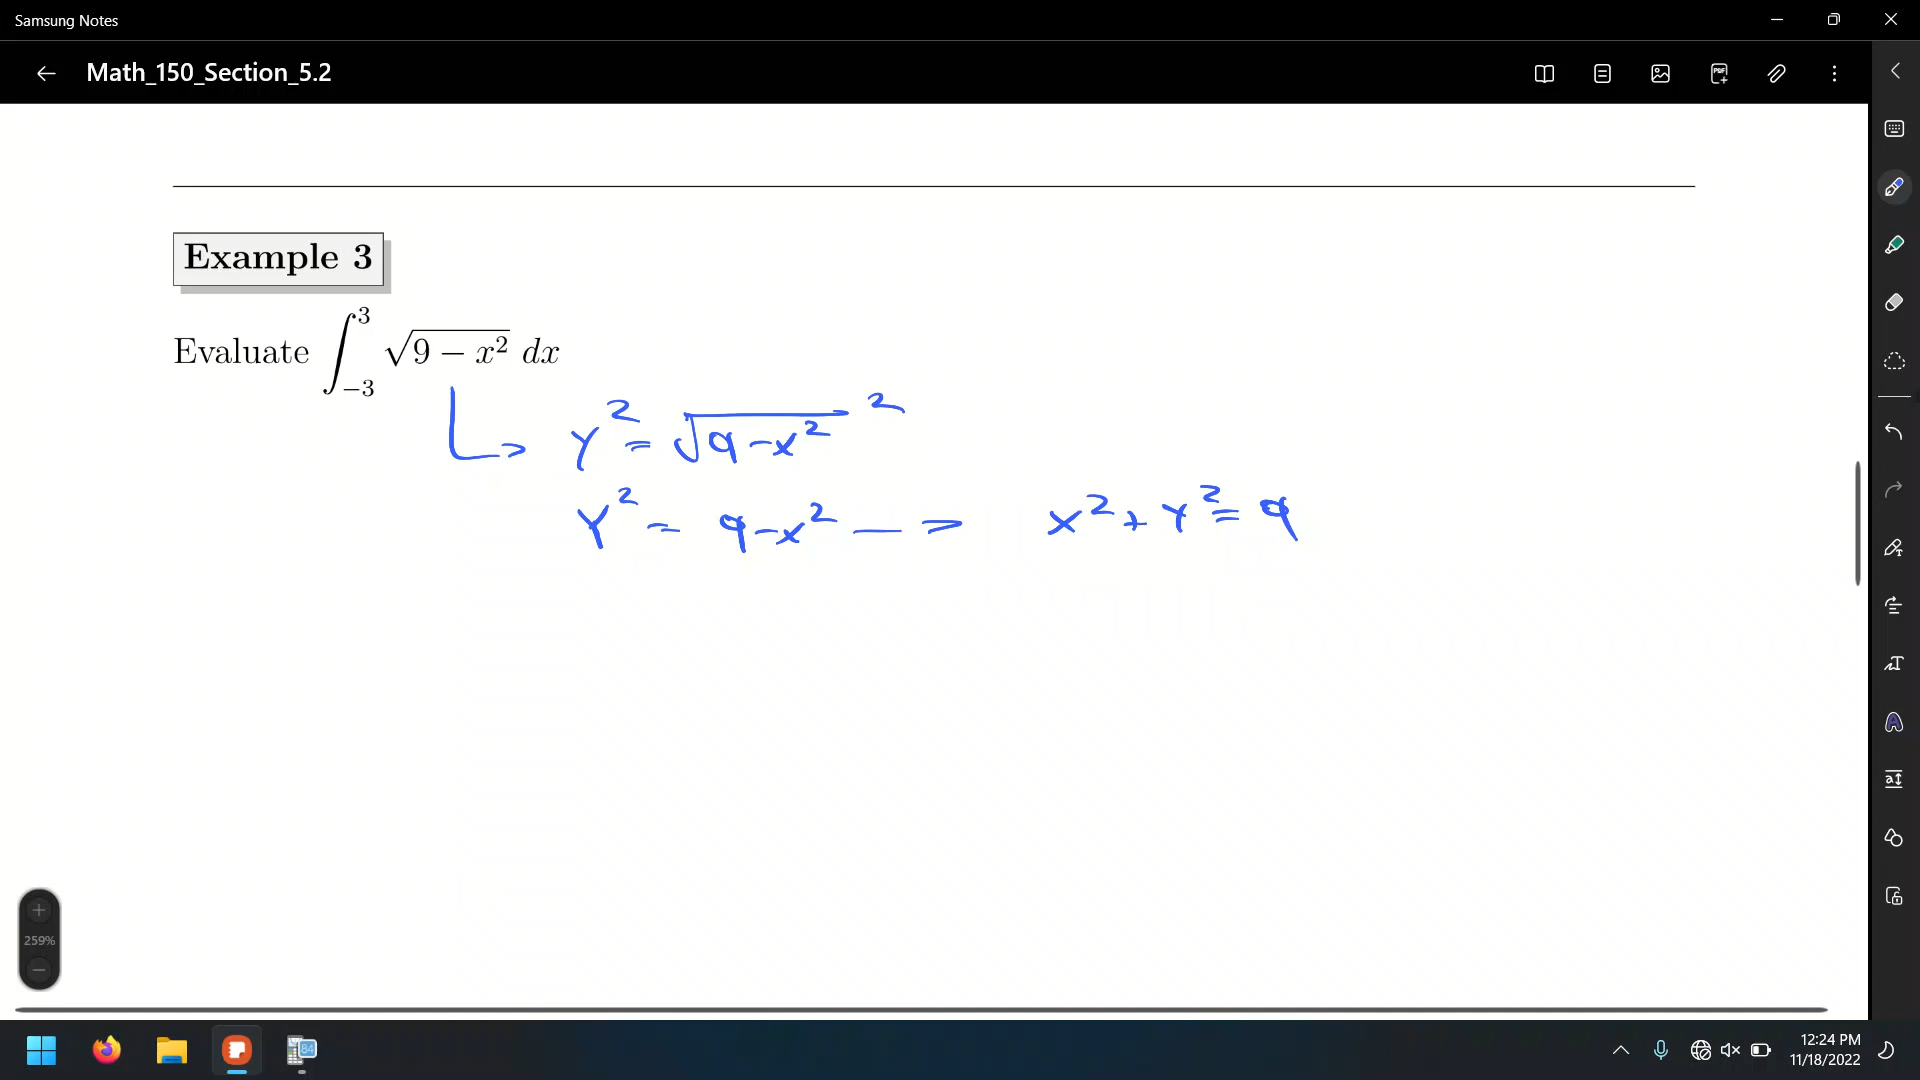 Samsung Notes
Math_150_Section_5.2
Example 3
Evaluate ∫_{-3}^{3} √(9 − x²) dx
y² = √(9-x²) ²
y² = 9-x² —> x² + y² = 9
259%
84
12:24 PM
11/18/2022